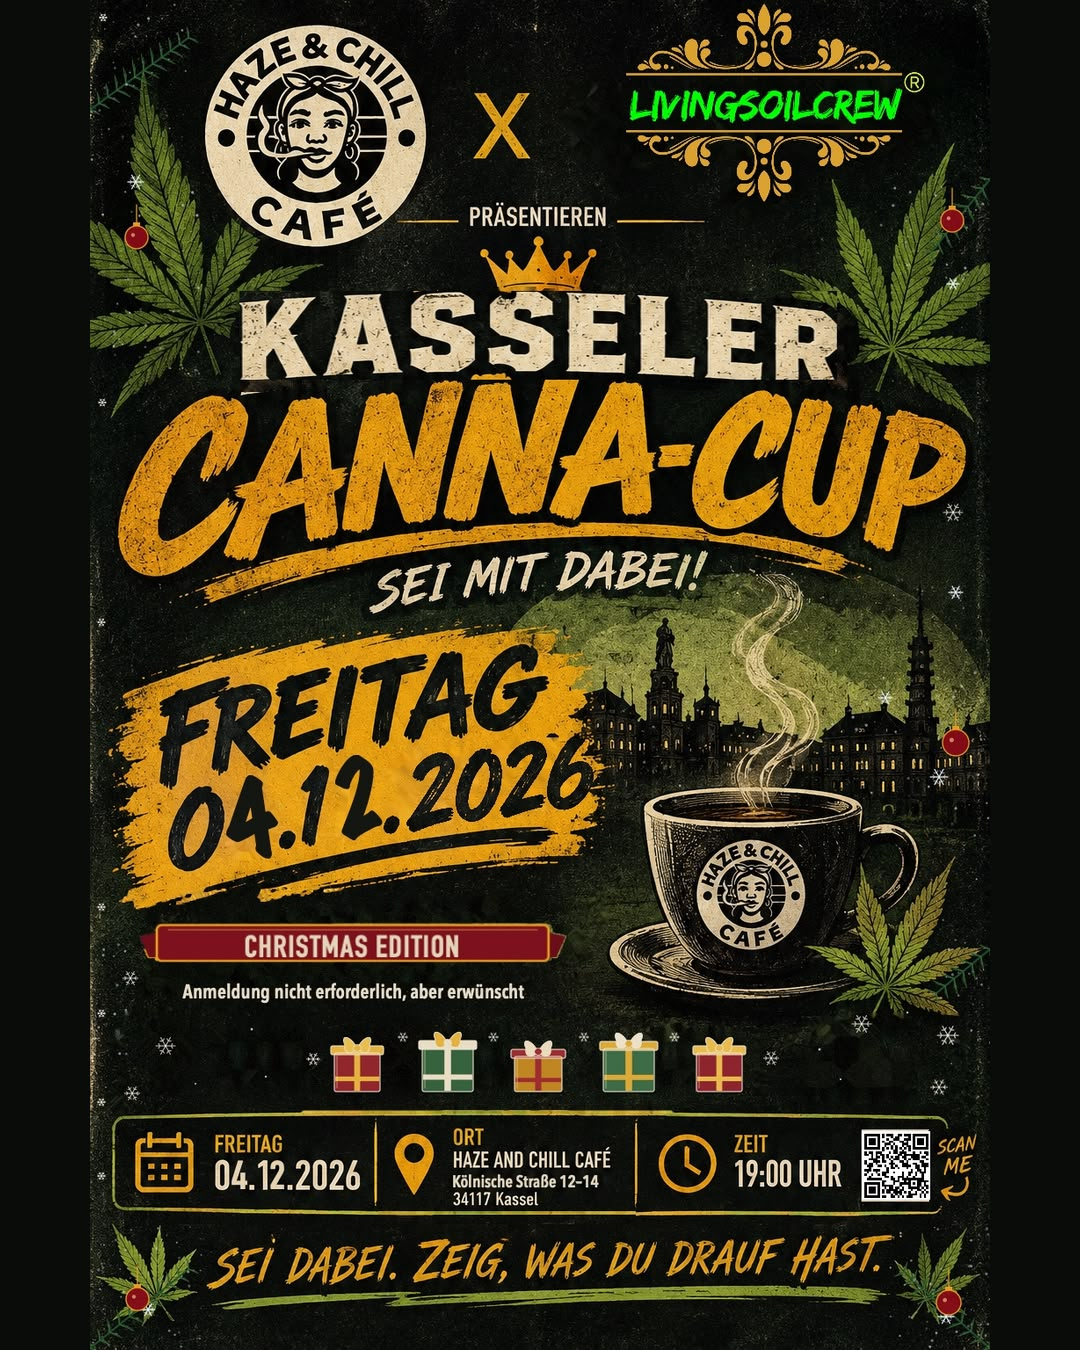 HAZE & CHILL
CAFÉ
X
LIVINGSOILCREW®
PRÄSENTIEREN
KASSELER
CANNA-CUP
SEI MIT DABEI!
FREITAG
04.12.2026
HAZE & CHILL
CAFÉ
CHRISTMAS EDITION
Anmeldung nicht erforderlich, aber erwünscht
FREITAG
04.12.2026
ORT
HAZE AND CHILL CAFÉ
Kölnische Straße 12-14
34117 Kassel
ZEIT
19:00 UHR
SCAN
ME
SEI DABEI. ZEIG, WAS DU DRAUF HAST.